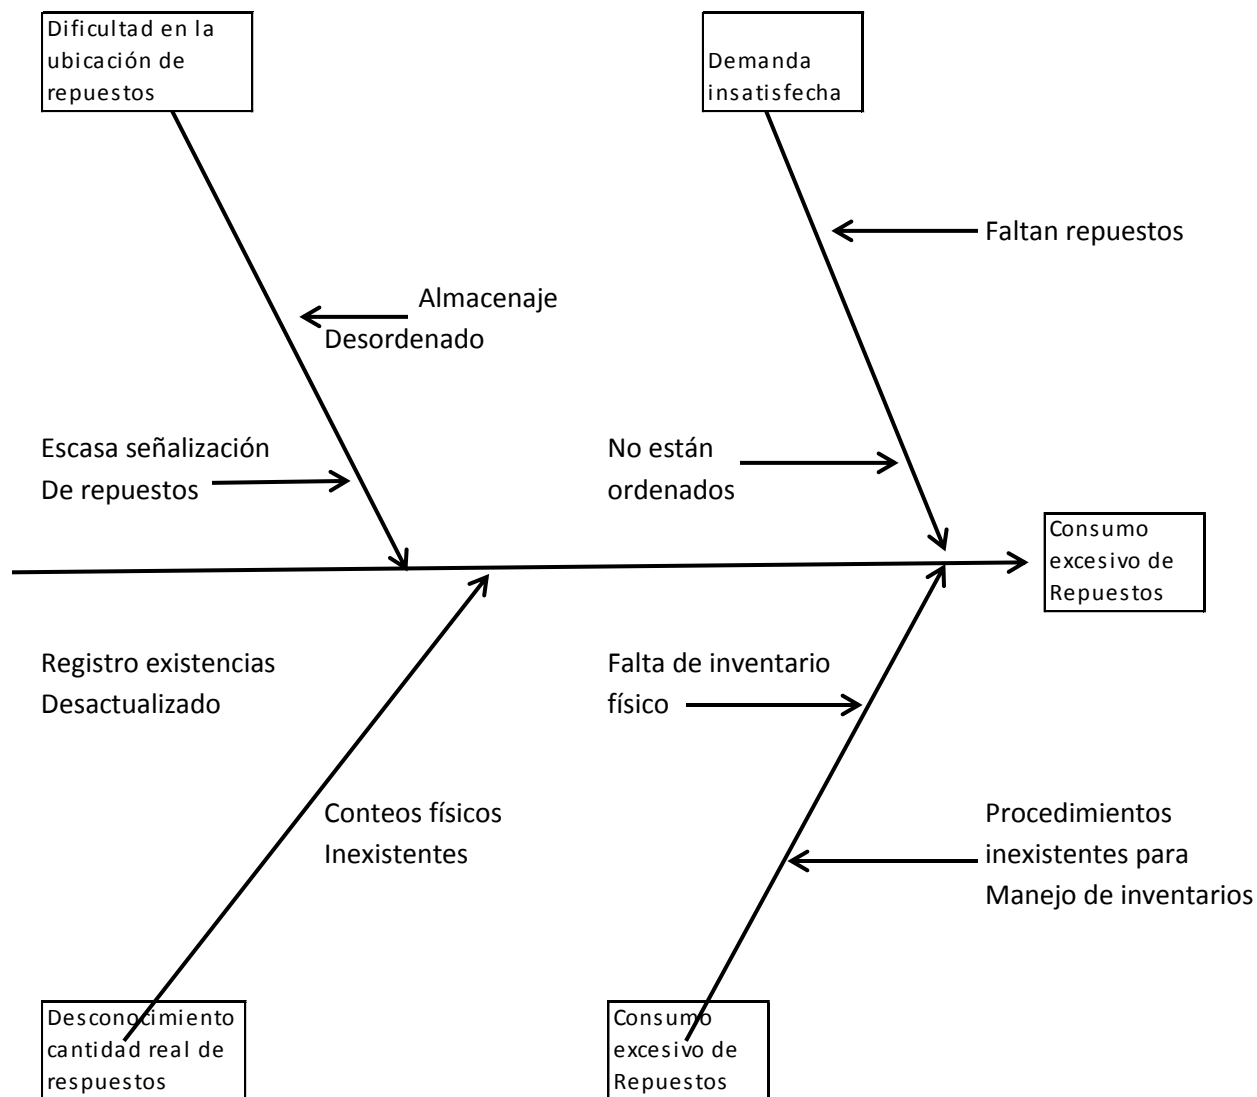 Dificultad en la
ubicación de
repuestos
Demanda
insatisfecha
Faltan repuestos
Almacenaje
Desordenado
Escasa señalización
De repuestos
No están
ordenados
Consumo
excesivo de
Repuestos
Registro existencias
Desactualizado
Falta de inventario
físico
Conteos físicos
Inexistentes
Procedimientos
inexistentes para
Manejo de inventarios
Desconocimiento
cantidad real de
respuestos
Consumo
excesivo de
Repuestos